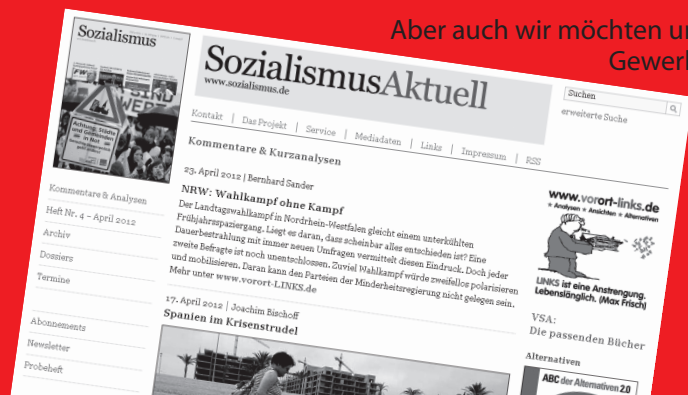 Aber auch wir möchten
Gewerk
Sozialismus
SIND
WERT
Achtung, Städte
und Gemeinden
in Not
SozialismusAktuell
www.sozialismus.de
Suchen
erweiterte Suche
Kontakt | Das Projekt | Service | Mediadaten | Links | Impressum | RSS
Kommentare & Analysen
Heft Nr. 4 – April 2012
Archiv
Dossiers
Termine
Abonnements
Newsletter
Probeheft
Kommentare & Kurzanalysen
23. April 2012 | Bernhard Sander
NRW: Wahlkampf ohne Kampf
Der Landtagswahlkampf in Nordrhein-Westfalen gleicht einem unterkühlten
Frühjahrsspaziergang. Liegt es daran, dass scheinbar alles entschieden ist? Eine
Dauerbestrahlung mit immer neuen Umfragen vermittelt diesen Eindruck. Doch jeder
zweite Befragte ist noch unentschlossen. Zuviel Wahlkampf würde zweifellos polarisieren
und mobilisieren. Daran kann den Parteien der Minderheitsregierung nicht gelegen sein.
Mehr unter www.vorort-LINKS.de
17. April 2012 | Joachim Bischoff
Spanien im Krisenstrudel
www.vorort-links.de
• Analysen • Ansichten • Alternativen
LINKS ist eine Anstrengung.
Lebenslänglich. (Max Frisch)
VSA:
Die passenden Bücher
Alternativen
ABC der Alternativen 2.0